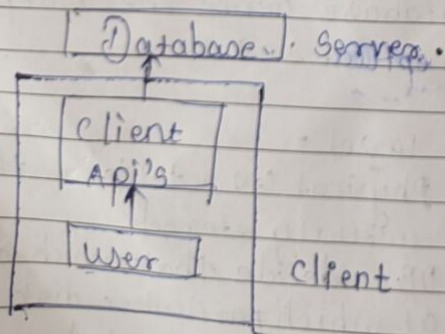 Database. Server.
Client
Api's
User
Client